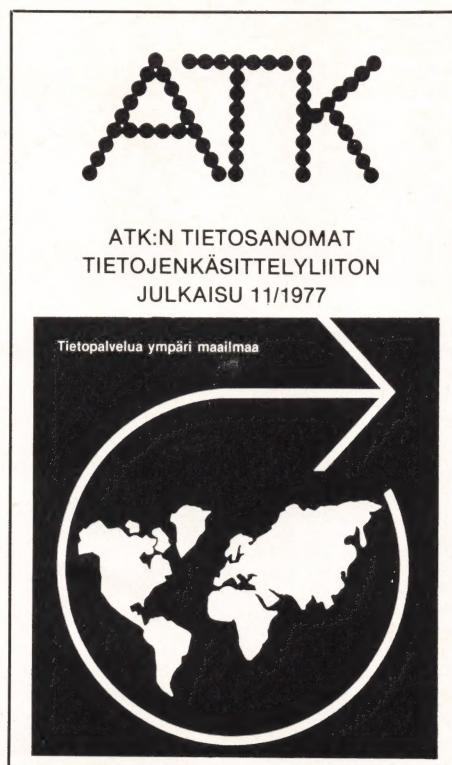 ATK
ATK:N TIETOSANOMAT
TIETOJENKÄSITTELYLIITON
JULKAISU 11/1977
Tietopalvelua ympäri maailmaa